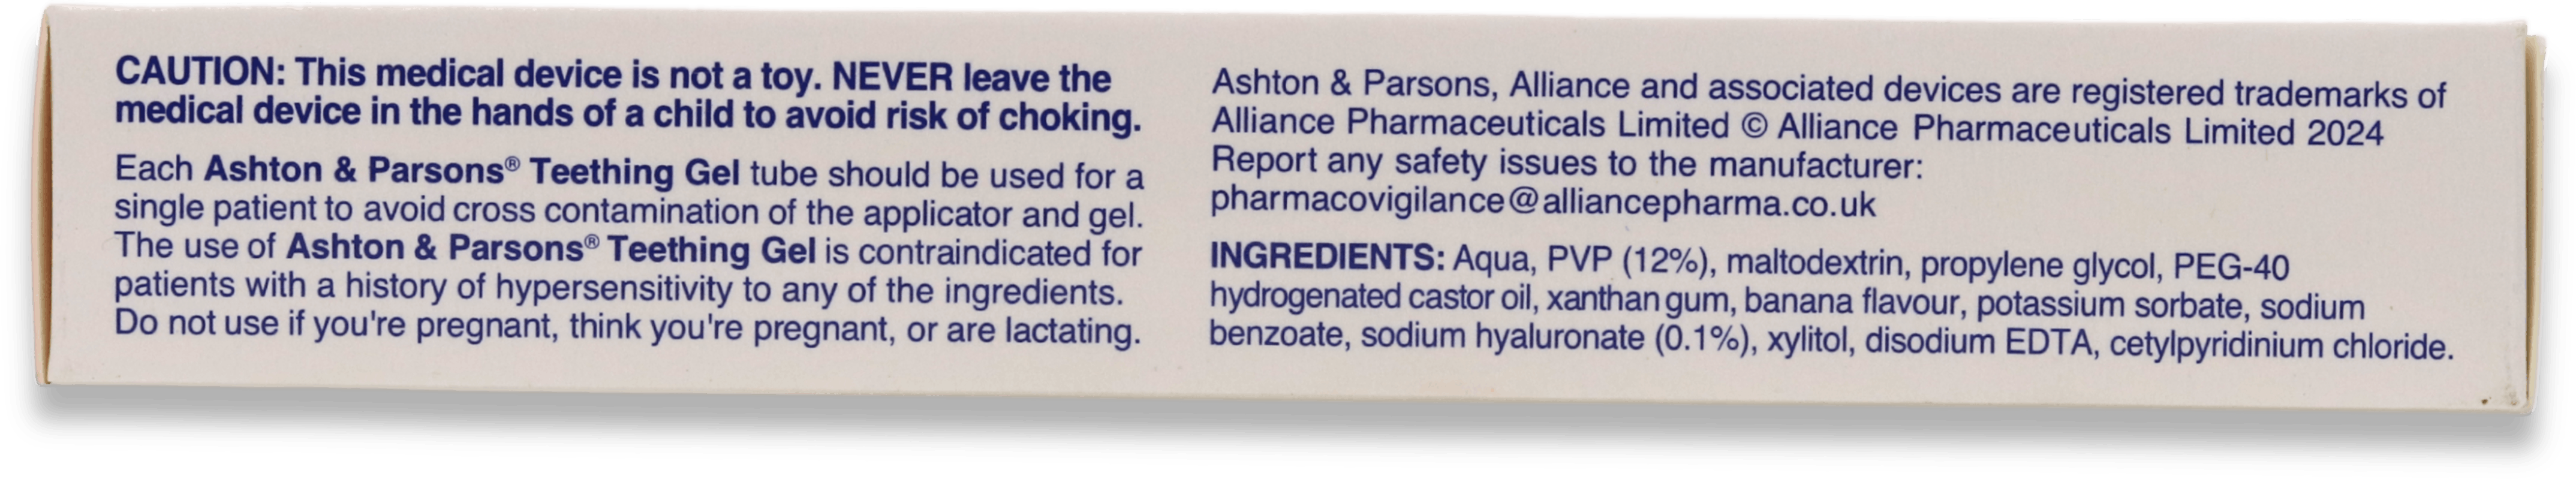 CAUTION: This medical device is not a toy. NEVER leave the
medical device in the hands of a child to avoid risk of choking.
Each Ashton & Parsons® Teething Gel tube should be used for a
single patient to avoid cross contamination of the applicator and gel.
The use of Ashton & Parsons® Teething Gel is contraindicated for
patients with a history of hypersensitivity to any of the ingredients.
Do not use if you're pregnant, think you're pregnant, or are lactating.
Ashton & Parsons, Alliance and associated devices are registered trademarks of
Alliance Pharmaceuticals Limited © Alliance Pharmaceuticals Limited 2024
Report any safety issues to the manufacturer:
pharmacovigilance@alliancepharma.co.uk
INGREDIENTS: Aqua, PVP (12%), maltodextrin, propylene glycol, PEG-40
hydrogenated castor oil, xanthan gum, banana flavour, potassium sorbate, sodium
benzoate, sodium hyaluronate (0.1%), xylitol, disodium EDTA, cetylpyridinium chloride.